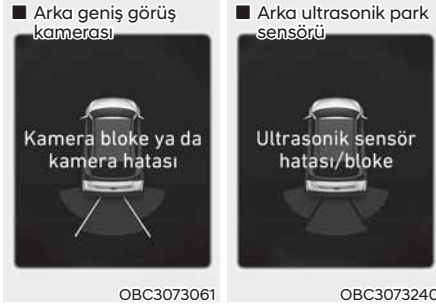 ■ Arka geniş görüş
kamerası
Kamera bloke ya da
kamera hatası
OBC3073061
■ Arka ultrasonik park
sensörü
Ultrasonik sensör
hatası/bloke
OBC3073240